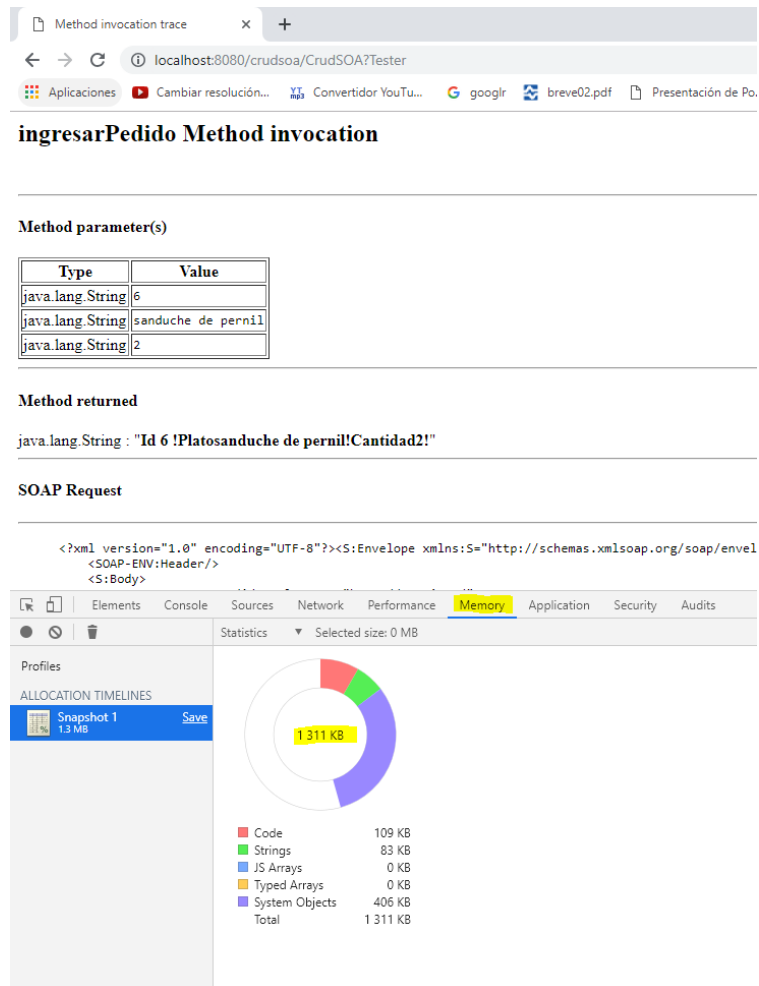 Method invocation trace
localhost:8080/crudsoa/CrudSOA?Tester
Aplicaciones Cambiar resolución... Convertidor YouTu... googlr breve02.pdf Presentación de Po.
ingresarPedido Method invocation
Method parameter(s)
Type Value
java.lang.String 6
java.lang.String sanduche de pernil
java.lang.String 2
Method returned
java.lang.String : "Id 6 !Platosanduche de pernil!Cantidad2!"
SOAP Request
<?xml version="1.0" encoding="UTF-8"?><S:Envelope xmlns:S="http://schemas.xmlsoap.org/soap/envel
<SOAP-ENV:Header/>
<S:Body>
Elements Console Sources Network Performance Memory Application Security Audits
Statistics ▼ Selected size: 0 MB
Profiles
ALLOCATION TIMELINES
Snapshot 1 Save
1.3 MB
1 311 KB
Code 109 KB
Strings 83 KB
JS Arrays 0 KB
Typed Arrays 0 KB
System Objects 406 KB
Total 1 311 KB